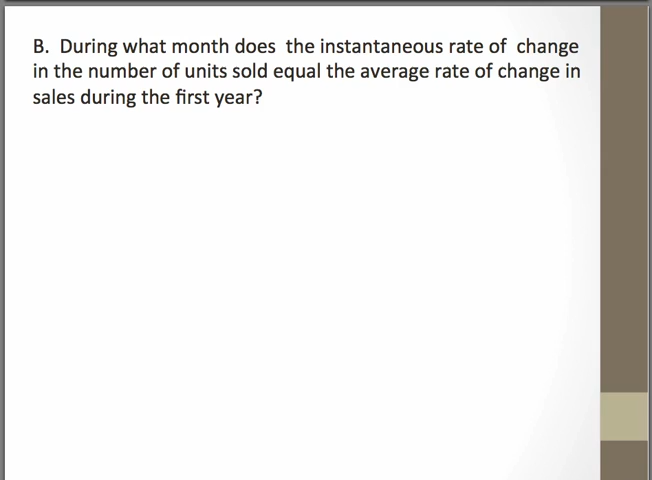 B.  During what month does  the instantaneous rate of  change
in the number of units sold equal the average rate of change in
sales during the first year?